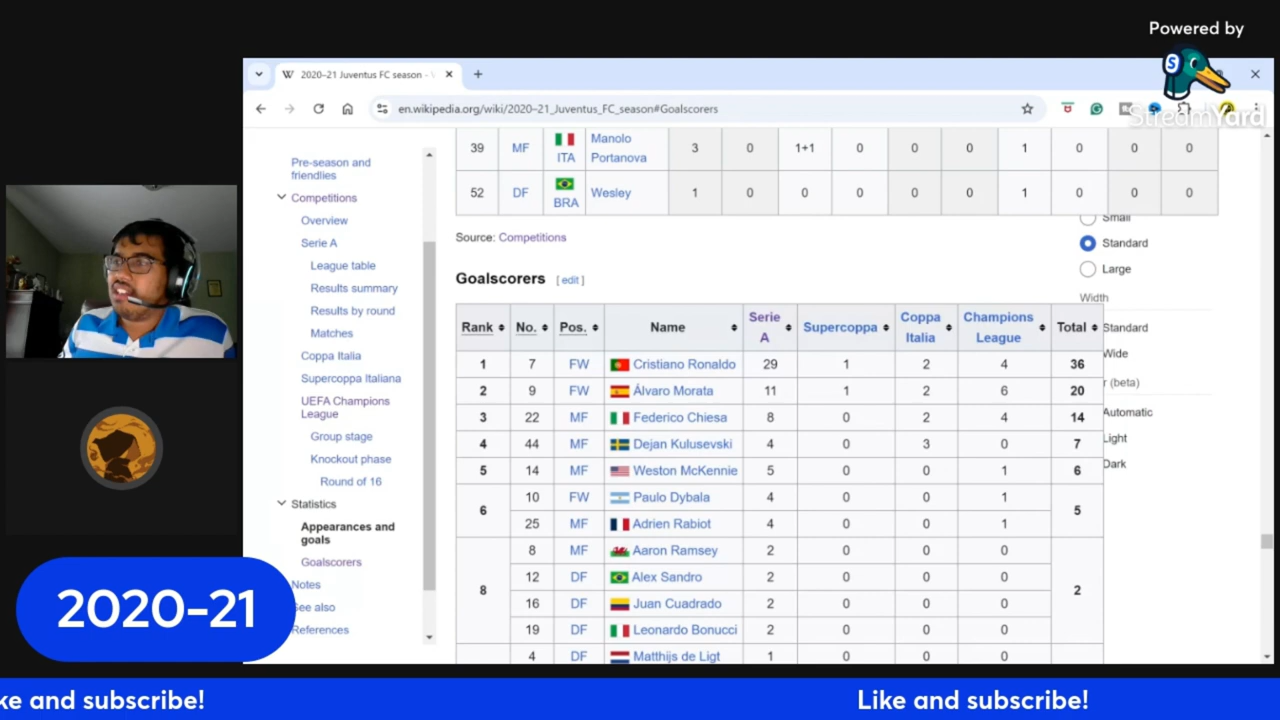 Powered by
StreamYard
2020–21 Juventus FC season -
en.wikipedia.org/wiki/2020–21_Juventus_FC_season#Goalscorers
Pre-season and
friendlies
Competitions
Overview
Serie A
League table
Results summary
Results by round
Matches
Coppa Italia
Supercoppa Italiana
UEFA Champions
League
Group stage
Knockout phase
Round of 16
Statistics
Appearances and
goals
Goalscorers
Notes
See also
References
39 MF ITA Manolo Portanova 3 0 1+1 0 0 0 1 0 0 0
52 DF BRA Wesley 1 0 0 0 0 0 1 0 0 0
Source: Competitions
Goalscorers [ edit ]
Rank No. Pos. Name Serie A Supercoppa Coppa Italia Champions League Total
1 7 FW Cristiano Ronaldo 29 1 2 4 36
2 9 FW Álvaro Morata 11 1 2 6 20
3 22 MF Federico Chiesa 8 0 2 4 14
4 44 MF Dejan Kulusevski 4 0 3 0 7
5 14 MF Weston McKennie 5 0 0 1 6
6 10 FW Paulo Dybala 4 0 0 1 5
25 MF Adrien Rabiot 4 0 0 1
8 8 MF Aaron Ramsey 2 0 0 0 2
12 DF Alex Sandro 2 0 0 0
16 DF Juan Cuadrado 2 0 0 0
19 DF Leonardo Bonucci 2 0 0 0
4 DF Matthijs de Ligt 1 0 0 0
Small
Standard
Large
Width
Standard
Wide
r (beta)
Automatic
Light
Dark
2020-21
ke and subscribe!
Like and subscribe!